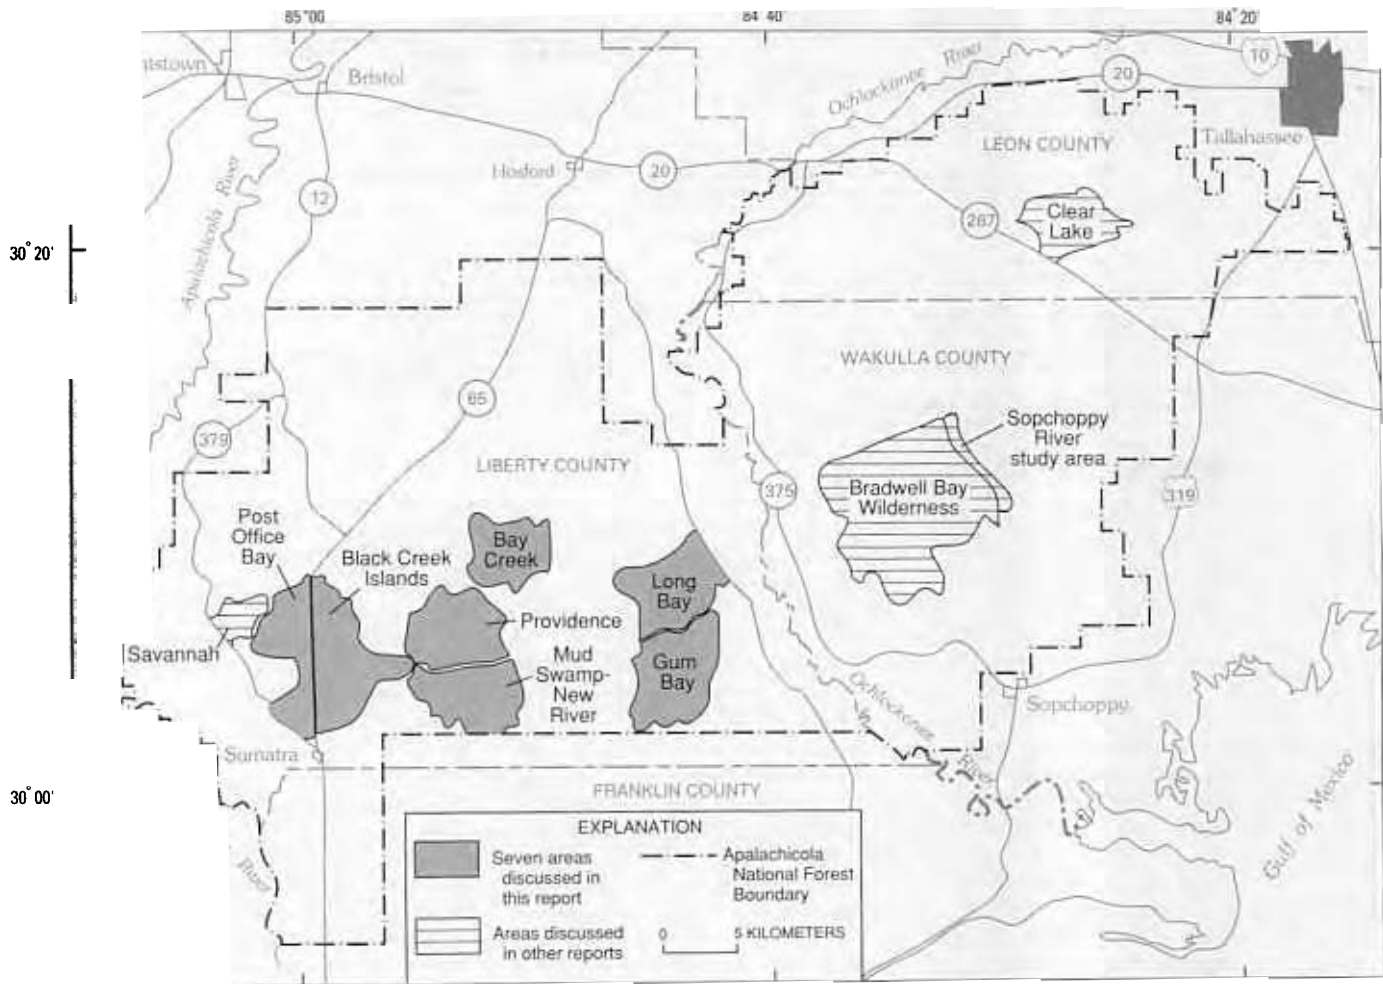 85°00'
84°40'
84°20'
10
20
Bristol
Ochlockonee River
LEON COUNTY
Tallahassee
Hosford
20
12
Apalachicola River
267
Clear
Lake
30°20'
WAKULLA COUNTY
65
379
Sopchoppy
River
study area
LIBERTY COUNTY
375
Bradwell Bay
Wilderness
319
Post
Office
Bay
Black Creek
Islands
Bay
Creek
Long
Bay
Providence
Savannah
Mud
Swamp-
New
River
Gum
Bay
Ochlockonee
River
Sopchoppy
Sumatra
30°00'
FRANKLIN COUNTY
Gulf of Mexico
River
EXPLANATION
Seven areas
discussed in
this report
Apalachicola
National Forest
Boundary
Areas discussed
in other reports
0 5 KILOMETERS